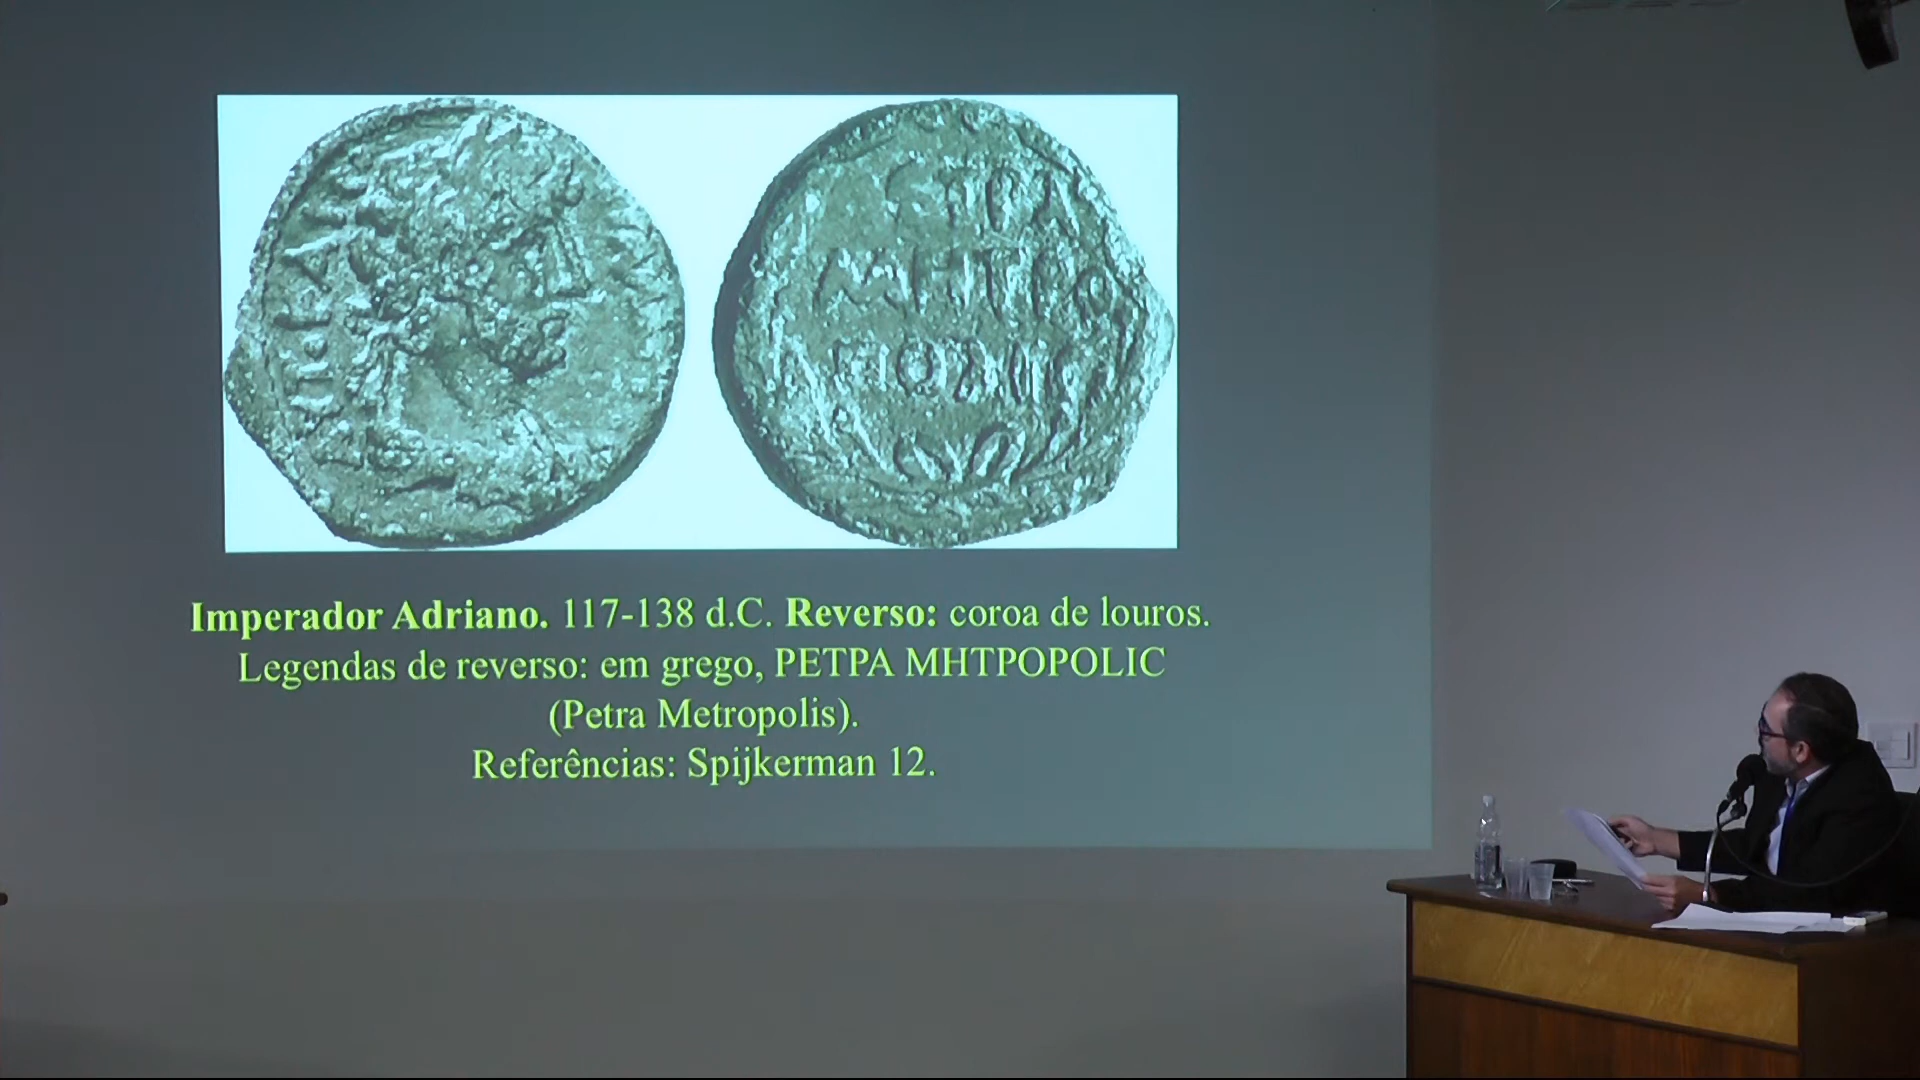 ΜΗΤΡΟ
Imperador Adriano. 117-138 d.C. Reverso: coroa de louros.
Legendas de reverso: em grego, PETPA MHTPOPOLIC
(Petra Metropolis).
Referências: Spijkerman 12.